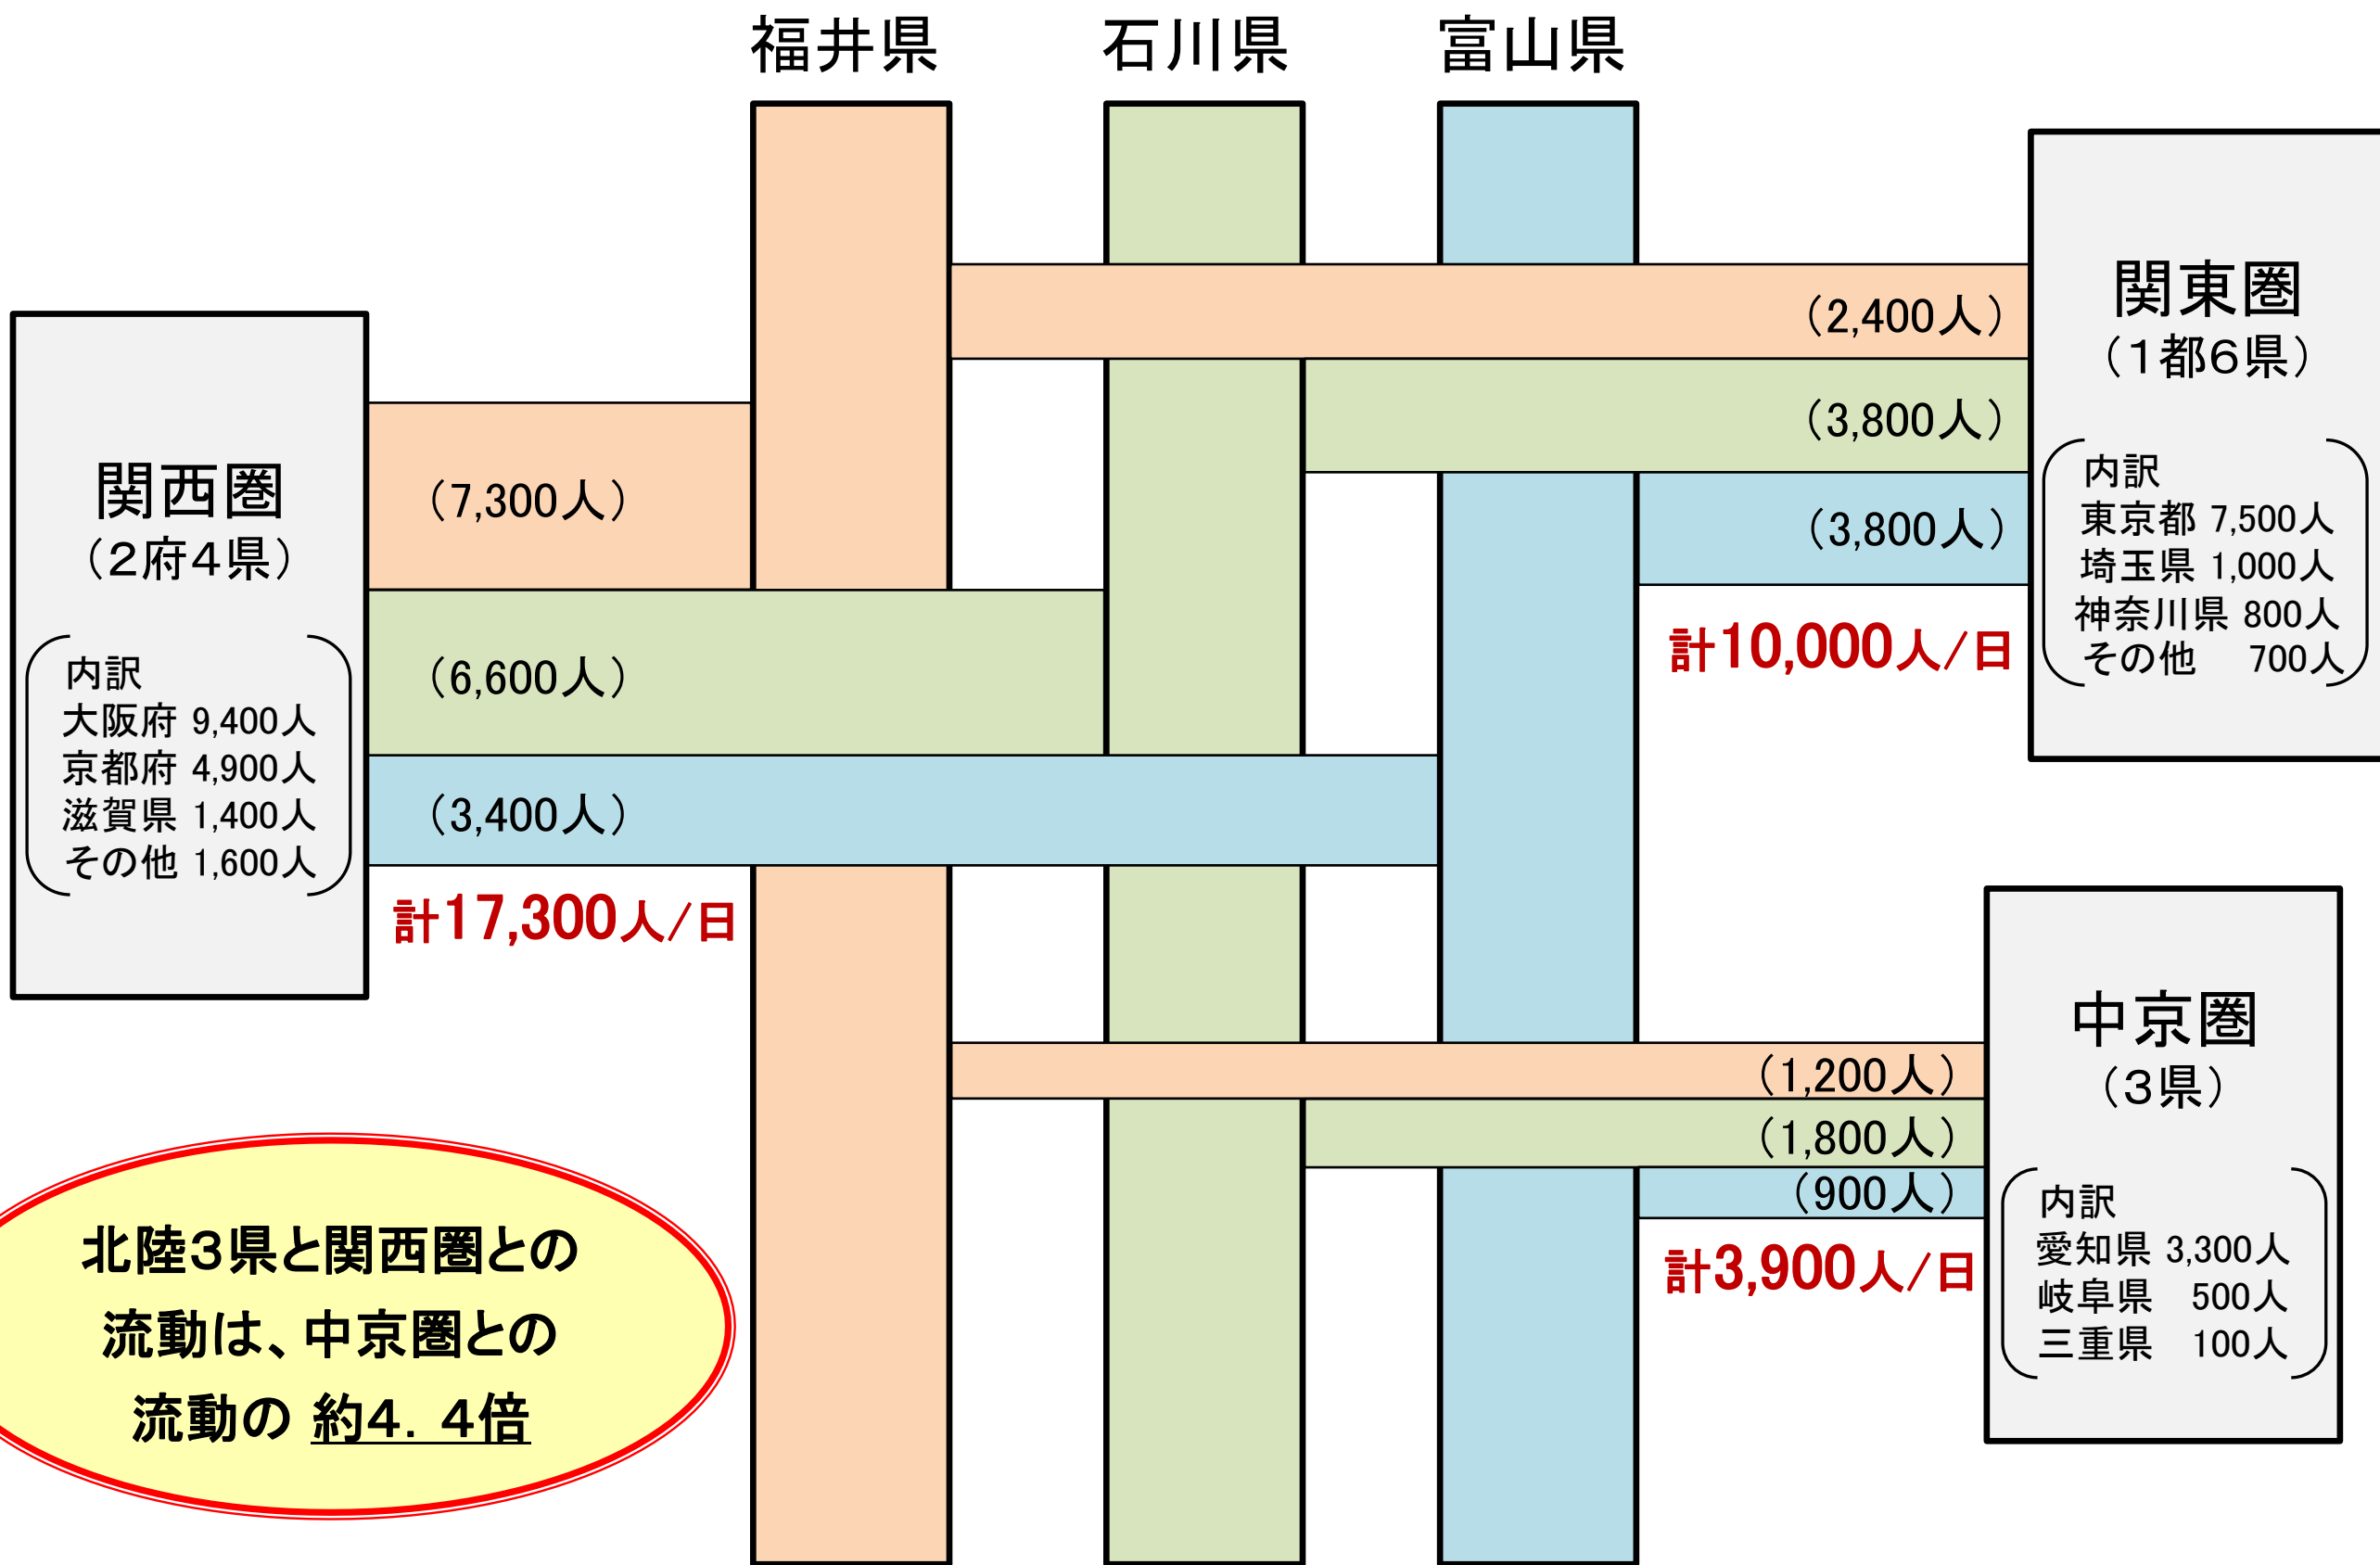 福井県
石川県
富山県
関西圏
（2府4県）
内訳
大阪府 9,400人
京都府 4,900人
滋賀県 1,400人
その他 1,600人
（7,300人）
（6,600人）
（3,400人）
計17,300人/日
（2,400人）
（3,800人）
（3,800人）
計10,000人/日
関東圏
（1都6県）
内訳
東京都 7,500人
埼玉県 1,000人
神奈川県 800人
その他 700人
（1,200人）
（1,800人）
（900人）
計3,900人/日
中京圏
（3県）
内訳
愛知県 3,300人
岐阜県 500人
三重県 100人
北陸３県と関西圏との
流動は、中京圏との
流動の 約４．４倍